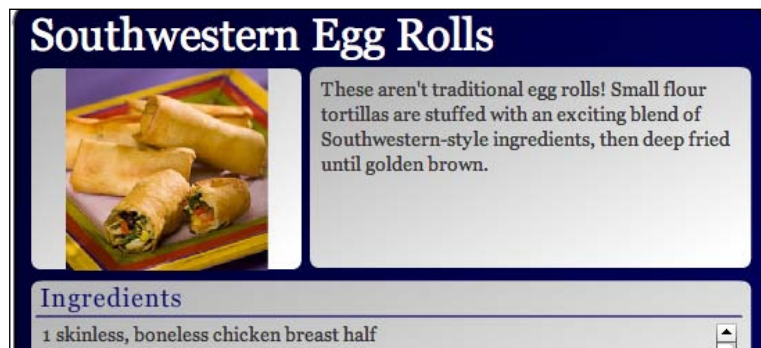 Southwestern Egg Rolls
These aren't traditional egg rolls! Small flour
tortillas are stuffed with an exciting blend of
Southwestern-style ingredients, then deep fried
until golden brown.
Ingredients
1 skinless, boneless chicken breast half